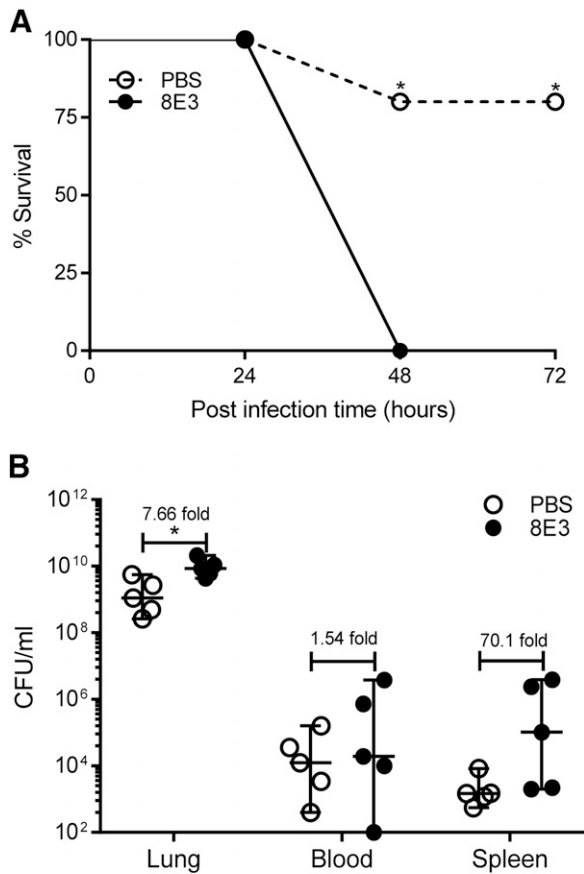 A
100
75
50
25
0
% Survival
PBS
8E3
*
*
0 24 48 72
Post infection time (hours)
B
PBS
8E3
10^12
10^10
10^8
10^6
10^4
10^2
CFU/ml
7.66 fold
*
1.54 fold
70.1 fold
Lung Blood Spleen